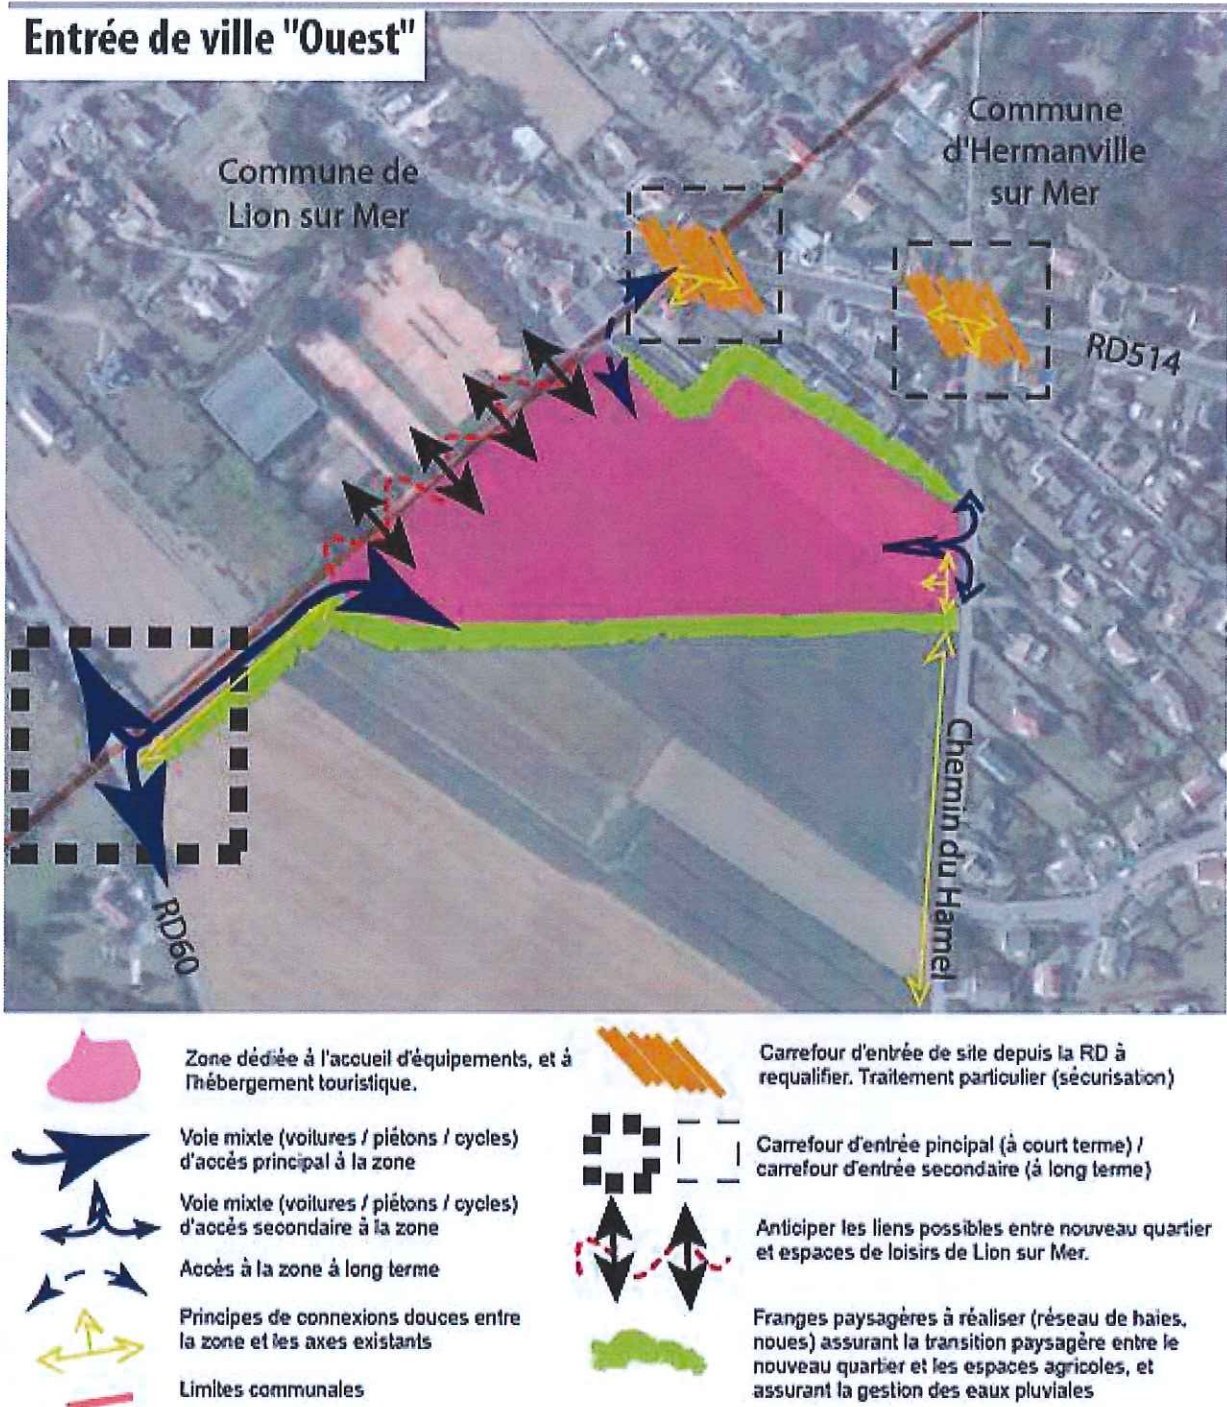 Entrée de ville "Ouest"
Commune de
Lion sur Mer
Commune
d'Hermanville
sur Mer
RD514
Chemin du Hamel
RD60
Zone dédiée à l'accueil d'équipements, et à
l'hébergement touristique.
Voie mixte (voitures / piétons / cycles)
d'accès principal à la zone
Voie mixte (voitures / piétons / cycles)
d'accès secondaire à la zone
Accès à la zone à long terme
Principes de connexions douces entre
la zone et les axes existants
Limites communales
Carrefour d'entrée de site depuis la RD à
requalifier. Traitement particulier (sécurisation)
Carrefour d'entrée pincipal (à court terme) /
carrefour d'entrée secondaire (à long terme)
Anticiper les liens possibles entre nouveau quartier
et espaces de loisirs de Lion sur Mer.
Franges paysagères à réaliser (réseau de haies,
noues) assurant la transition paysagère entre le
nouveau quartier et les espaces agricoles, et
assurant la gestion des eaux pluviales